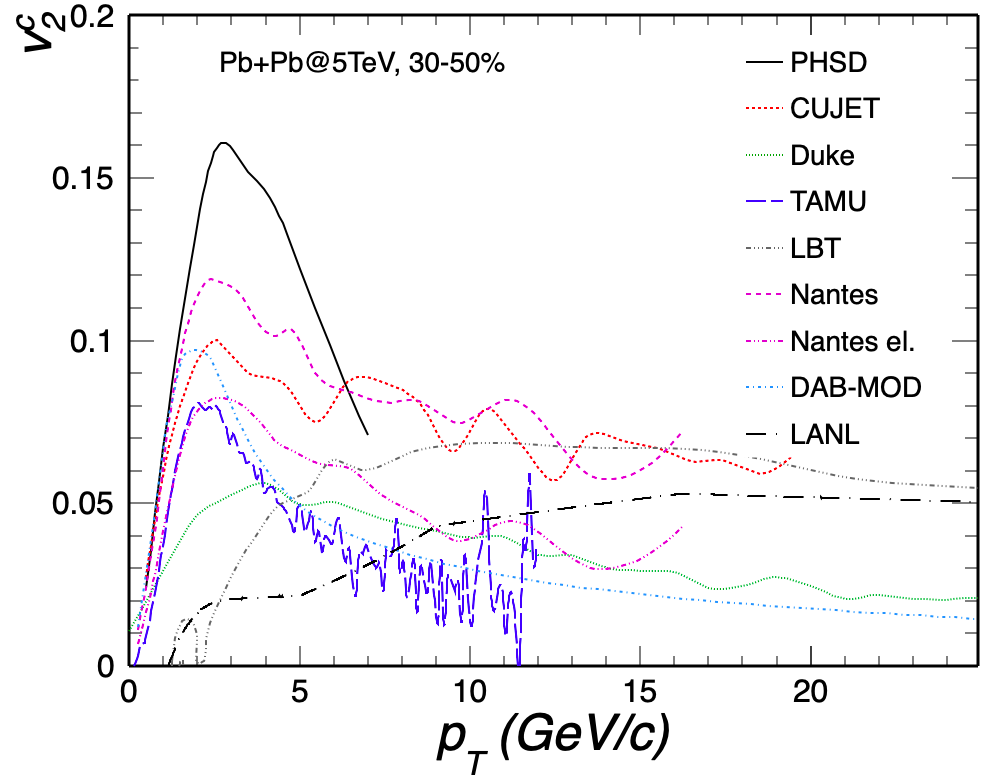 v₂ᶜ
0.2
0.15
0.1
0.05
0
Pb+Pb@5TeV, 30-50%
PHSD
CUJET
Duke
TAMU
LBT
Nantes
Nantes el.
DAB-MOD
LANL
0 5 10 15 20
p_T (GeV/c)